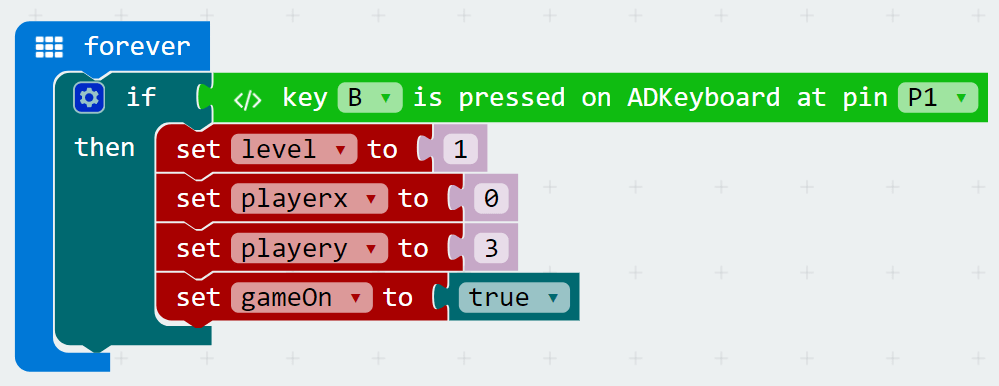 forever
if </> key B is pressed on ADKeyboard at pin P1
then set level to 1
set playerx to 0
set playery to 3
set gameOn to true